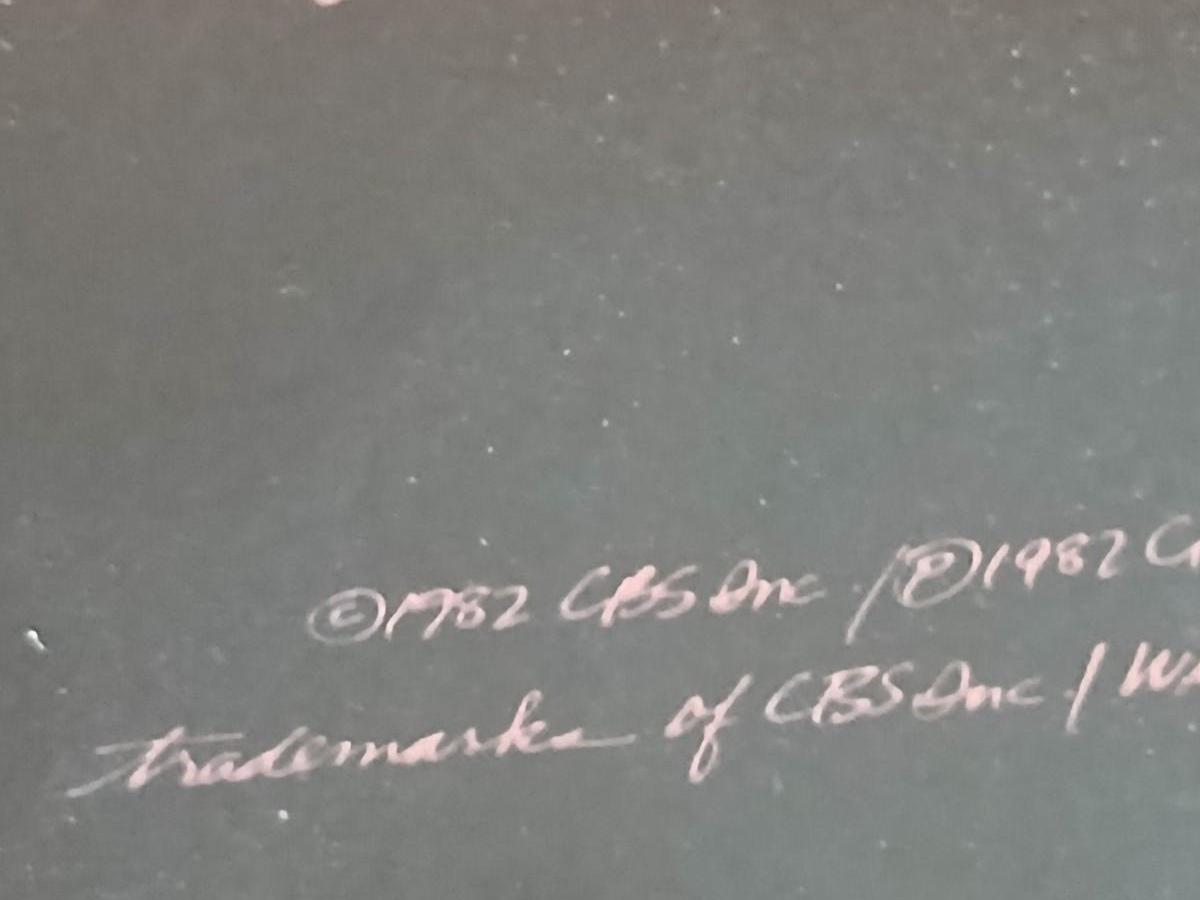 ©1982 CBS Inc. / ℗1982
trademarks of CBS Inc. /